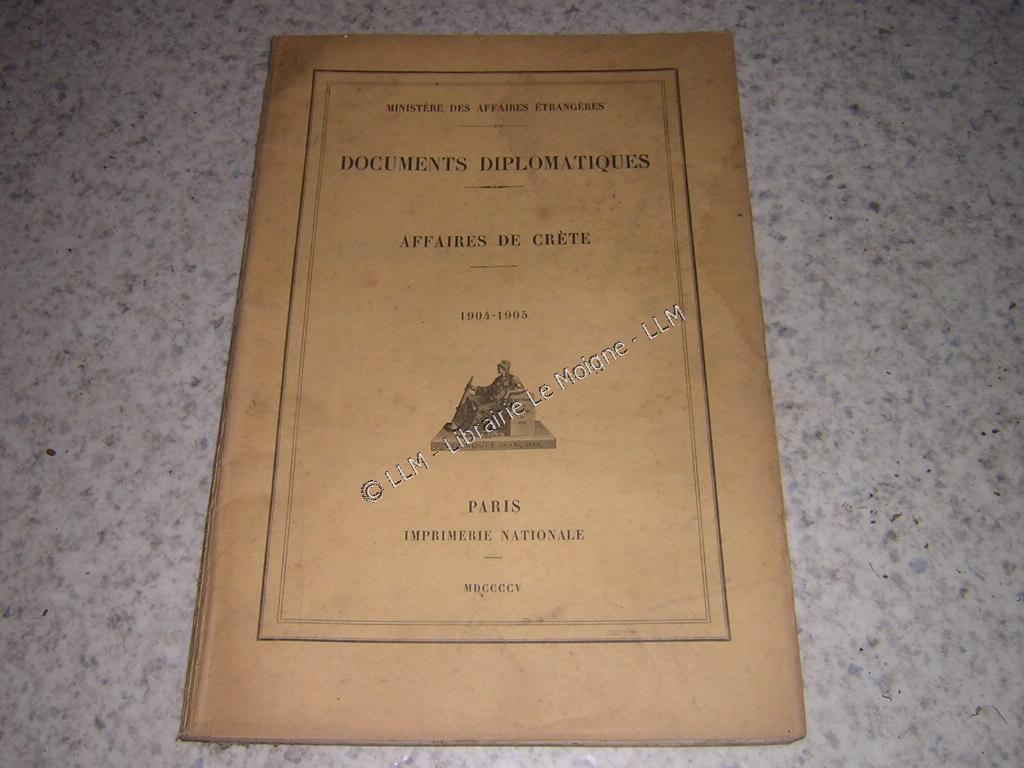 MINISTÈRE DES AFFAIRES ÉTRANGÈRES
DOCUMENTS DIPLOMATIQUES
AFFAIRES DE CRÈTE
1904-1905
FRANÇAISE
© LLM - Librairie Le Moigne - LLM
PARIS
IMPRIMERIE NATIONALE
MDCCCCV